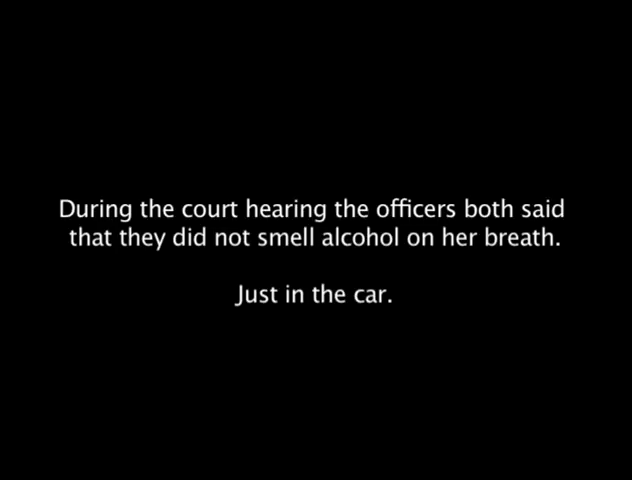 During the court hearing the officers both said
that they did not smell alcohol on her breath.
Just in the car.